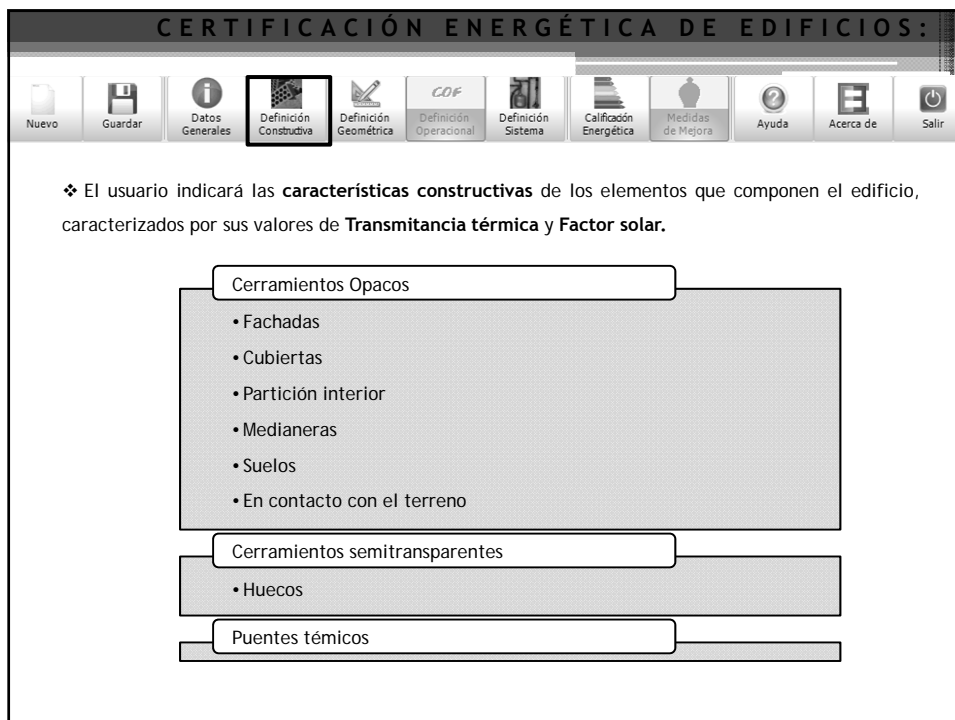 CERTIFICACIÓN ENERGÉTICA DE EDIFICIOS:
Nuevo
Guardar
Datos
Generales
Definición
Constructiva
Definición
Geométrica
COF
Definición
Operacional
Definición
Sistema
Calificación
Energética
Medidas
de Mejora
Ayuda
Acerca de
Salir
❖ El usuario indicará las características constructivas de los elementos que componen el edificio,
caracterizados por sus valores de Transmitancia térmica y Factor solar.
Cerramientos Opacos
• Fachadas
• Cubiertas
• Partición interior
• Medianeras
• Suelos
• En contacto con el terreno
Cerramientos semitransparentes
• Huecos
Puentes témicos